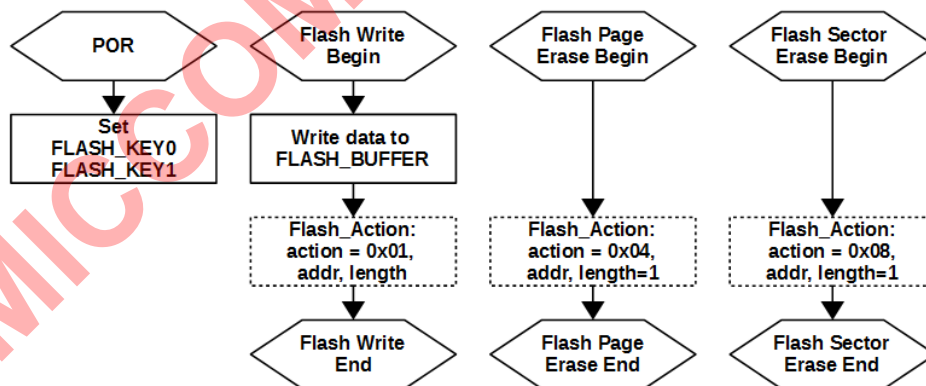 POR
Set
FLASH_KEY0
FLASH_KEY1
Flash Write
Begin
Write data to
FLASH_BUFFER
Flash_Action:
action = 0x01,
addr, length
Flash Write
End
Flash Page
Erase Begin
Flash_Action:
action = 0x04,
addr, length=1
Flash Page
Erase End
Flash Sector
Erase Begin
Flash_Action:
action = 0x08,
addr, length=1
Flash Sector
Erase End
MICCOM